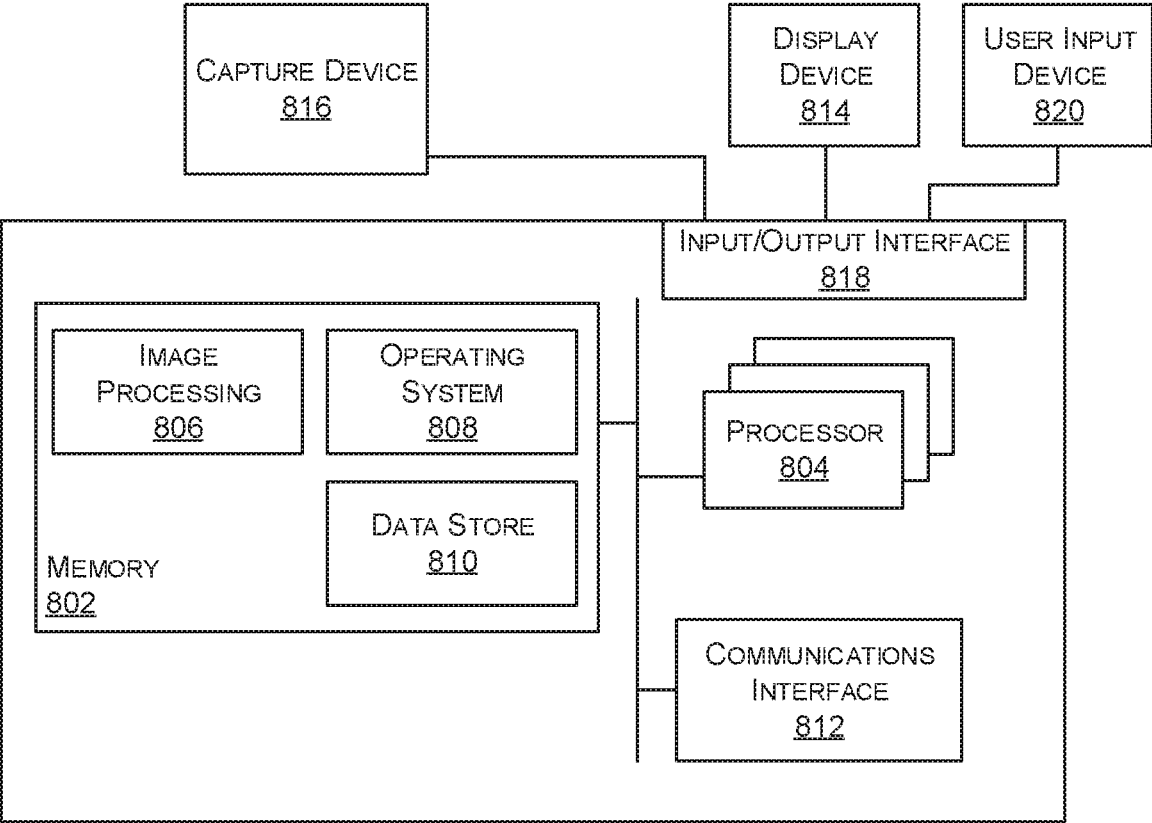 CAPTURE DEVICE
816
DISPLAY
DEVICE
814
USER INPUT
DEVICE
820
INPUT/OUTPUT INTERFACE
818
IMAGE
PROCESSING
806
OPERATING
SYSTEM
808
PROCESSOR
804
DATA STORE
810
MEMORY
802
COMMUNICATIONS
INTERFACE
812